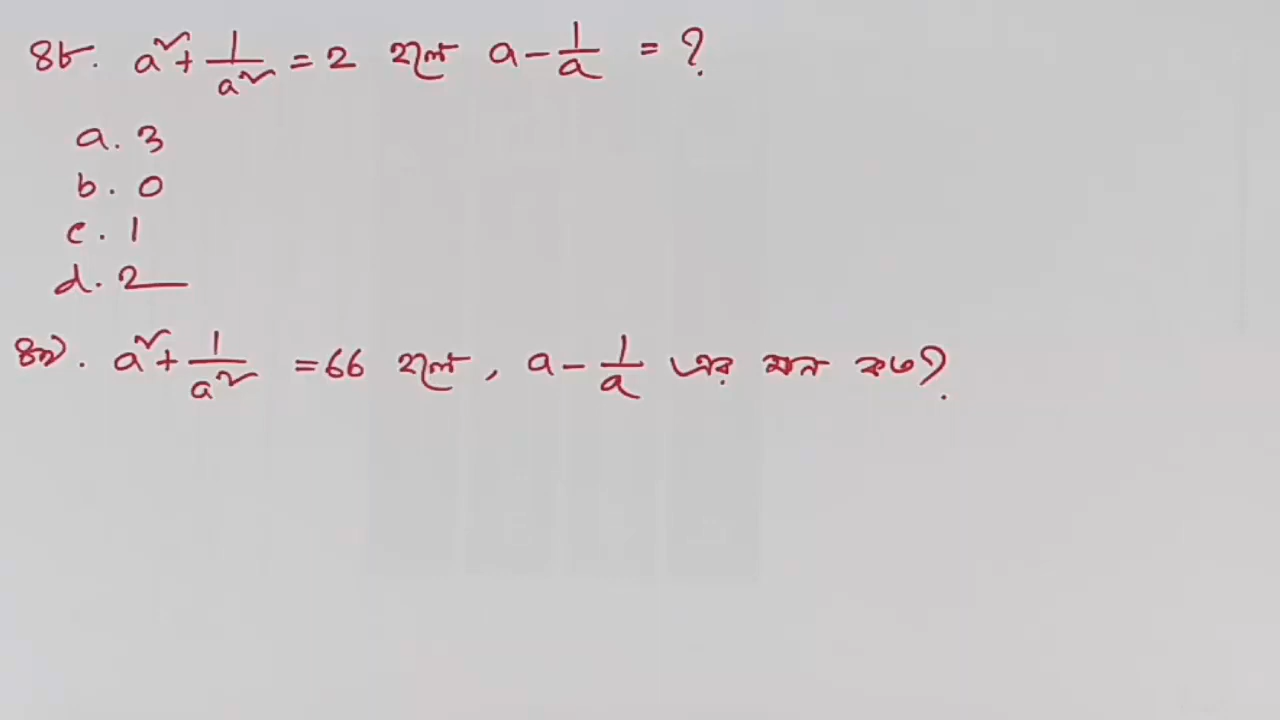 ৪৮. a² + 1/a² = 2 হলে a - 1/a = ?
a. 3
b. 0
c. 1
d. 2
৪৯. a² + 1/a² = 66 হলে, a - 1/a এর মান কত?